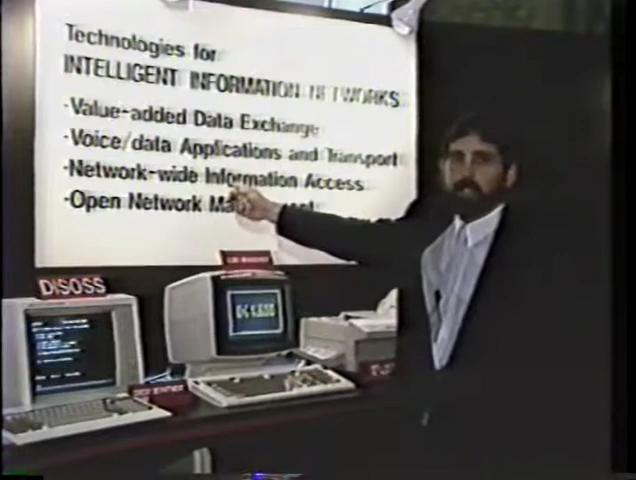 Technologies for
INTELLIGENT INFORMATION NETWORKS
·Value-added Data Exchange
·Voice/data Applications and Transport
·Network-wide Information Access
·Open Network
DISOSS